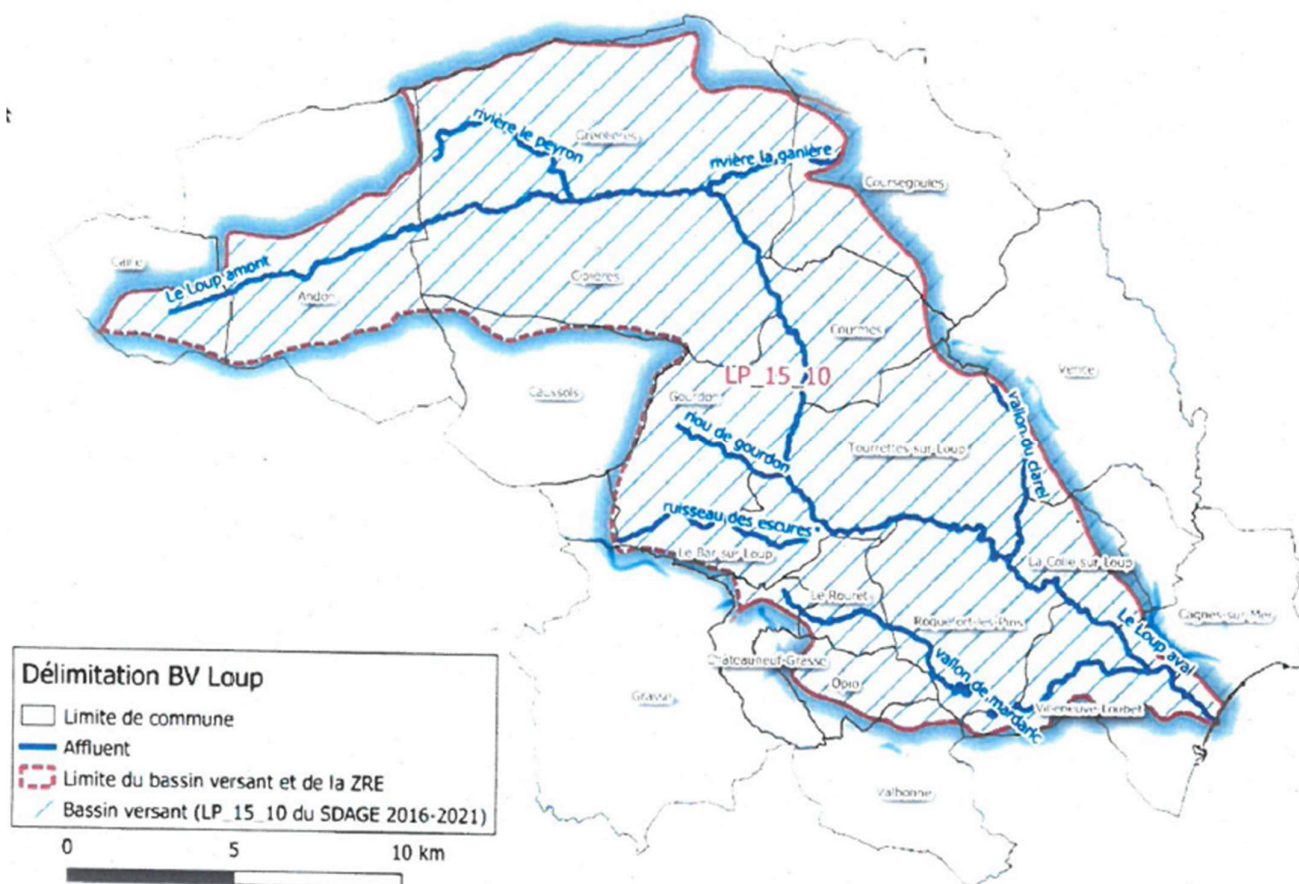 Gréolières
rivière le peyron
rivière la ganière
Coursegoules
Caille
Le Loup amont
Andon
Cipières
Courmes
LP_15_10
Vence
Caussols
Gourdon
riou de gourdon
vallon du clarel
Tourrettes-sur-Loup
ruisseau des escures*
Le Bar-sur-Loup
La Colle-sur-Loup
Le Rouret
Roquefort-les-Pins
Le Loup aval
Cagnes-sur-Mer
Châteauneuf-Grasse
Opio
vallon de mardaric
Villeneuve-Loubet
Grasse
Valbonne
Délimitation BV Loup
Limite de commune
Affluent
Limite du bassin versant et de la ZRE
Bassin versant (LP_15_10 du SDAGE 2016-2021)
0 5 10 km